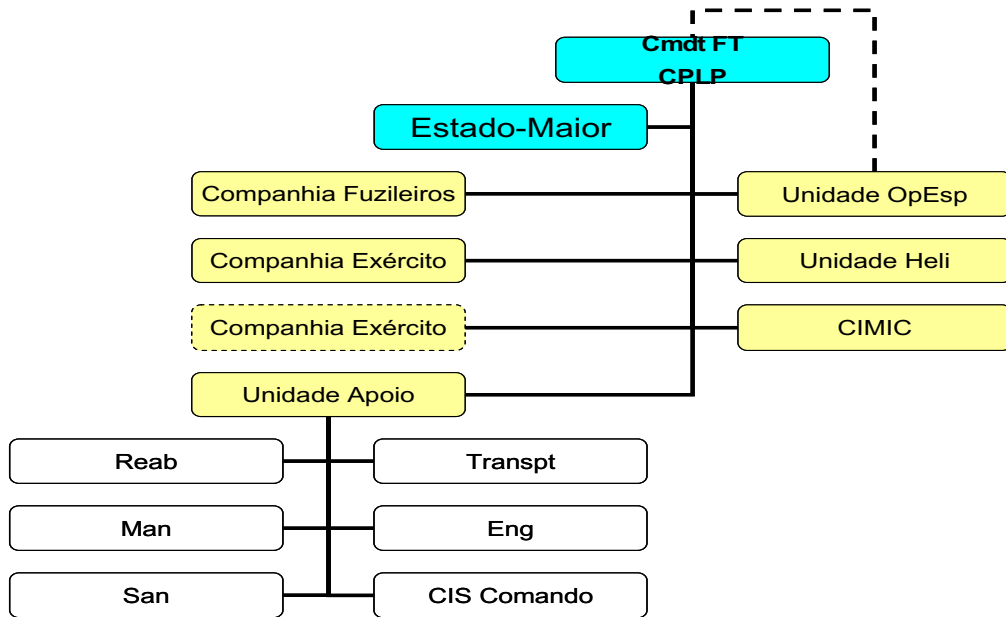 Cmdt FT
CPLP
Estado-Maior
Companhia Fuzileiros
Unidade OpEsp
Companhia Exército
Unidade Heli
Companhia Exército
CIMIC
Unidade Apoio
Reab
Transpt
Man
Eng
San
CIS Comando